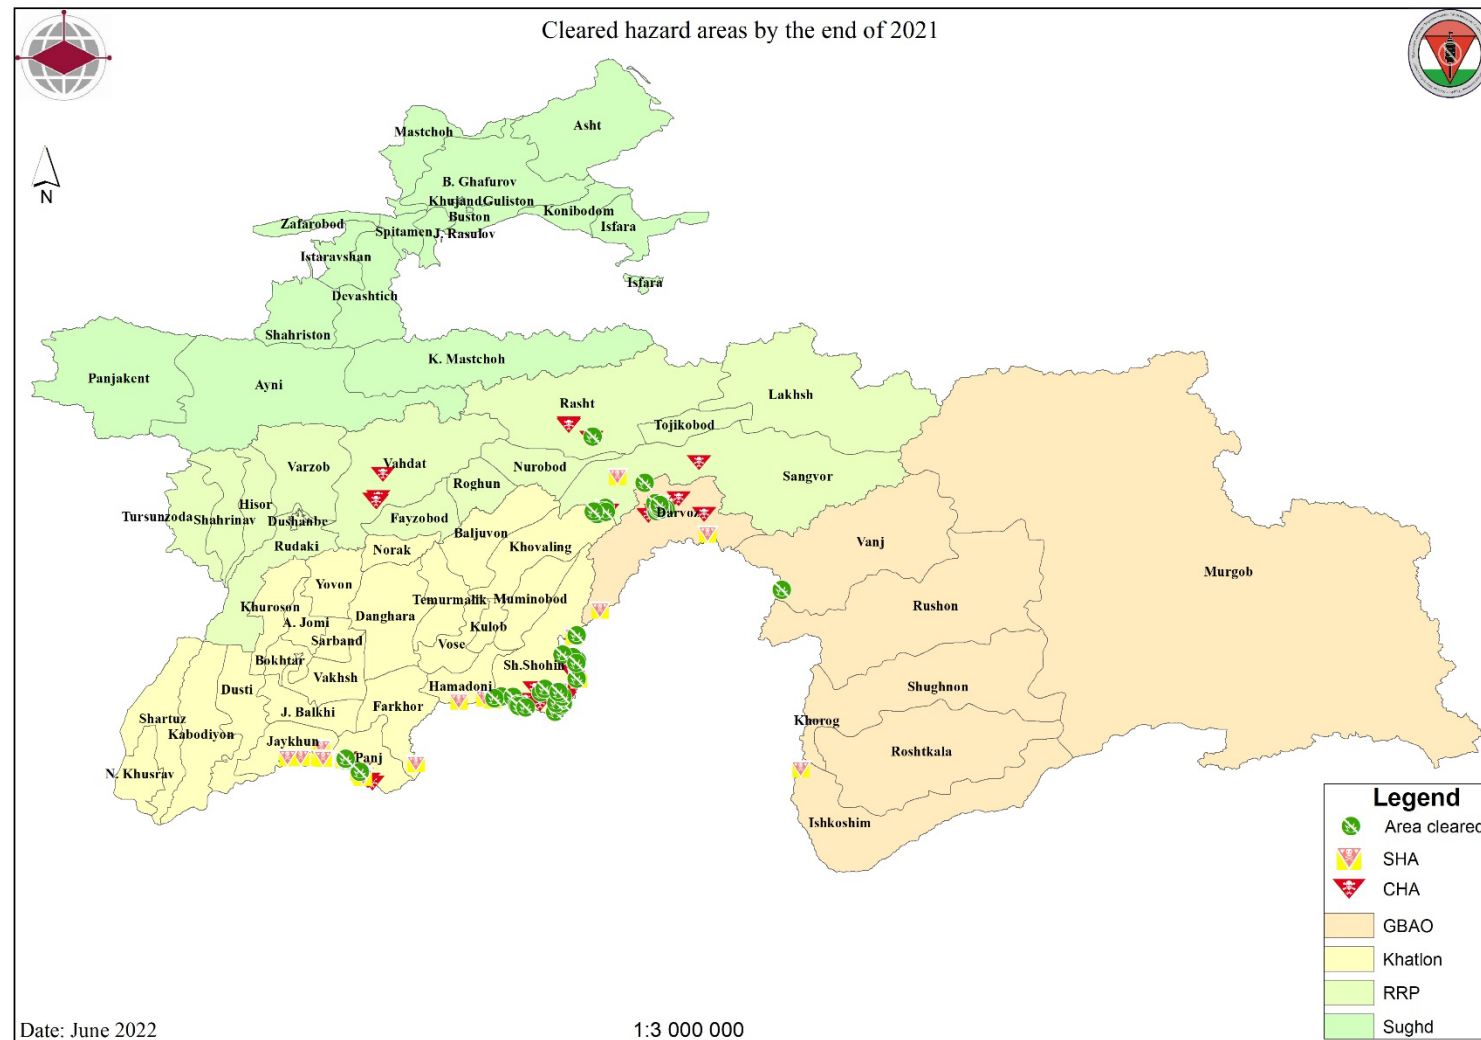 Cleared hazard areas by the end of 2021
N
Asht
Mastchoh
B. Ghafurov
Khujand
Guliston
Buston
Konibodom
Isfara
Zafarobod
Spitamen
J. Rasulov
Istaravshan
Isfara
Devashtich
Shahriston
K. Mastchoh
Panjakent
Ayni
Lakhsh
Rasht
Tojikobod
Varzob
Vahdat
Nurobod
Sangvor
Roghun
Hisor
Tursunzoda
Shahrinav
Dushanbe
Fayzobod
Darvoz
Rudaki
Norak
Baljuvon
Khovaling
Vanj
Murgob
Yovon
Khuroson
Danghara
Temurmalik
Muminobod
Rushon
A. Jomi
Sarband
Kulob
Vose
Bokhtar
Vakhsh
Sh.Shohin
Dusti
Hamadoni
Shughnon
J. Balkhi
Farkhor
Shartuz
Kabodiyon
Khorog
Jaykhun
Panj
Roshtkala
N. Khusrav
Ishkoshim
Legend
Area cleared
SHA
CHA
GBAO
Khatlon
RRP
Sughd
Date: June 2022
1:3 000 000